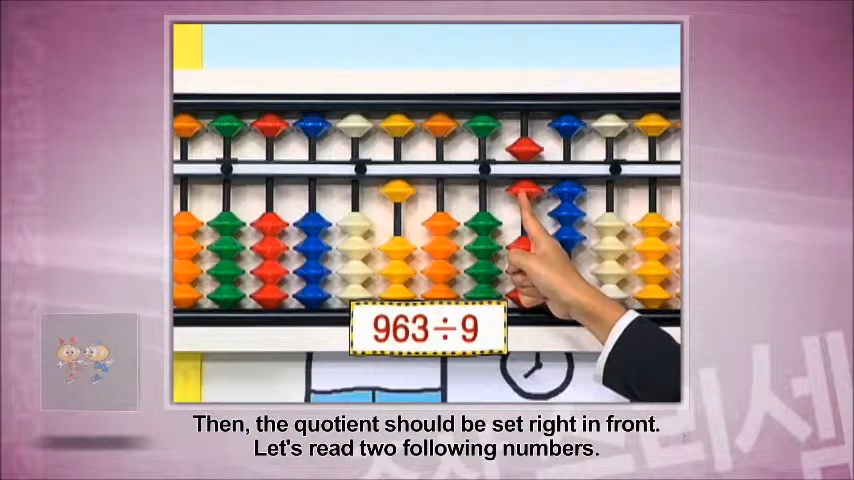 963÷9
Then, the quotient should be set right in front.
Let's read two following numbers.